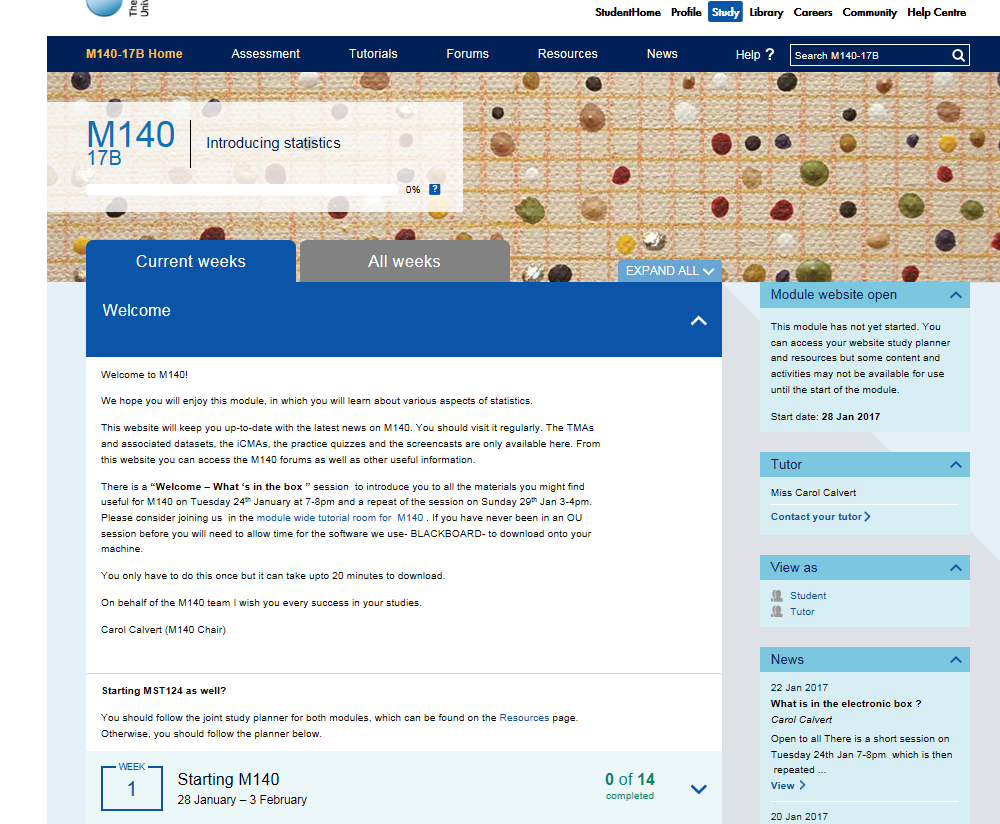 The
Univ
StudentHome Profile Study Library Careers Community Help Centre
M140-17B Home Assessment Tutorials Forums Resources News Help ? Search M140-17B
M140
17B
Introducing statistics
0% ?
Current weeks All weeks
EXPAND ALL
Welcome
Welcome to M140!
We hope you will enjoy this module, in which you will learn about various aspects of statistics.
This website will keep you up-to-date with the latest news on M140. You should visit it regularly. The TMAs
and associated datasets, the iCMAs, the practice quizzes and the screencasts are only available here. From
this website you can access the M140 forums as well as other useful information.
There is a “Welcome – What ‘s in the box ” session to introduce you to all the materials you might find
useful for M140 on Tuesday 24th January at 7-8pm and a repeat of the session on Sunday 29th Jan 3-4pm.
Please consider joining us in the module wide tutorial room for M140 . If you have never been in an OU
session before you will need to allow time for the software we use- BLACKBOARD- to download onto your
machine.
You only have to do this once but it can take upto 20 minutes to download.
On behalf of the M140 team I wish you every success in your studies.
Carol Calvert (M140 Chair)
Starting MST124 as well?
You should follow the joint study planner for both modules, which can be found on the Resources page.
Otherwise, you should follow the planner below.
WEEK
1
Starting M140
28 January – 3 February
0 of 14
completed
Module website open
This module has not yet started. You
can access your website study planner
and resources but some content and
activities may not be available for use
until the start of the module.
Start date: 28 Jan 2017
Tutor
Miss Carol Calvert
Contact your tutor
View as
Student
Tutor
News
22 Jan 2017
What is in the electronic box ?
Carol Calvert
Open to all There is a short session on
Tuesday 24th Jan 7-8pm which is then
repeated ...
View
20 Jan 2017